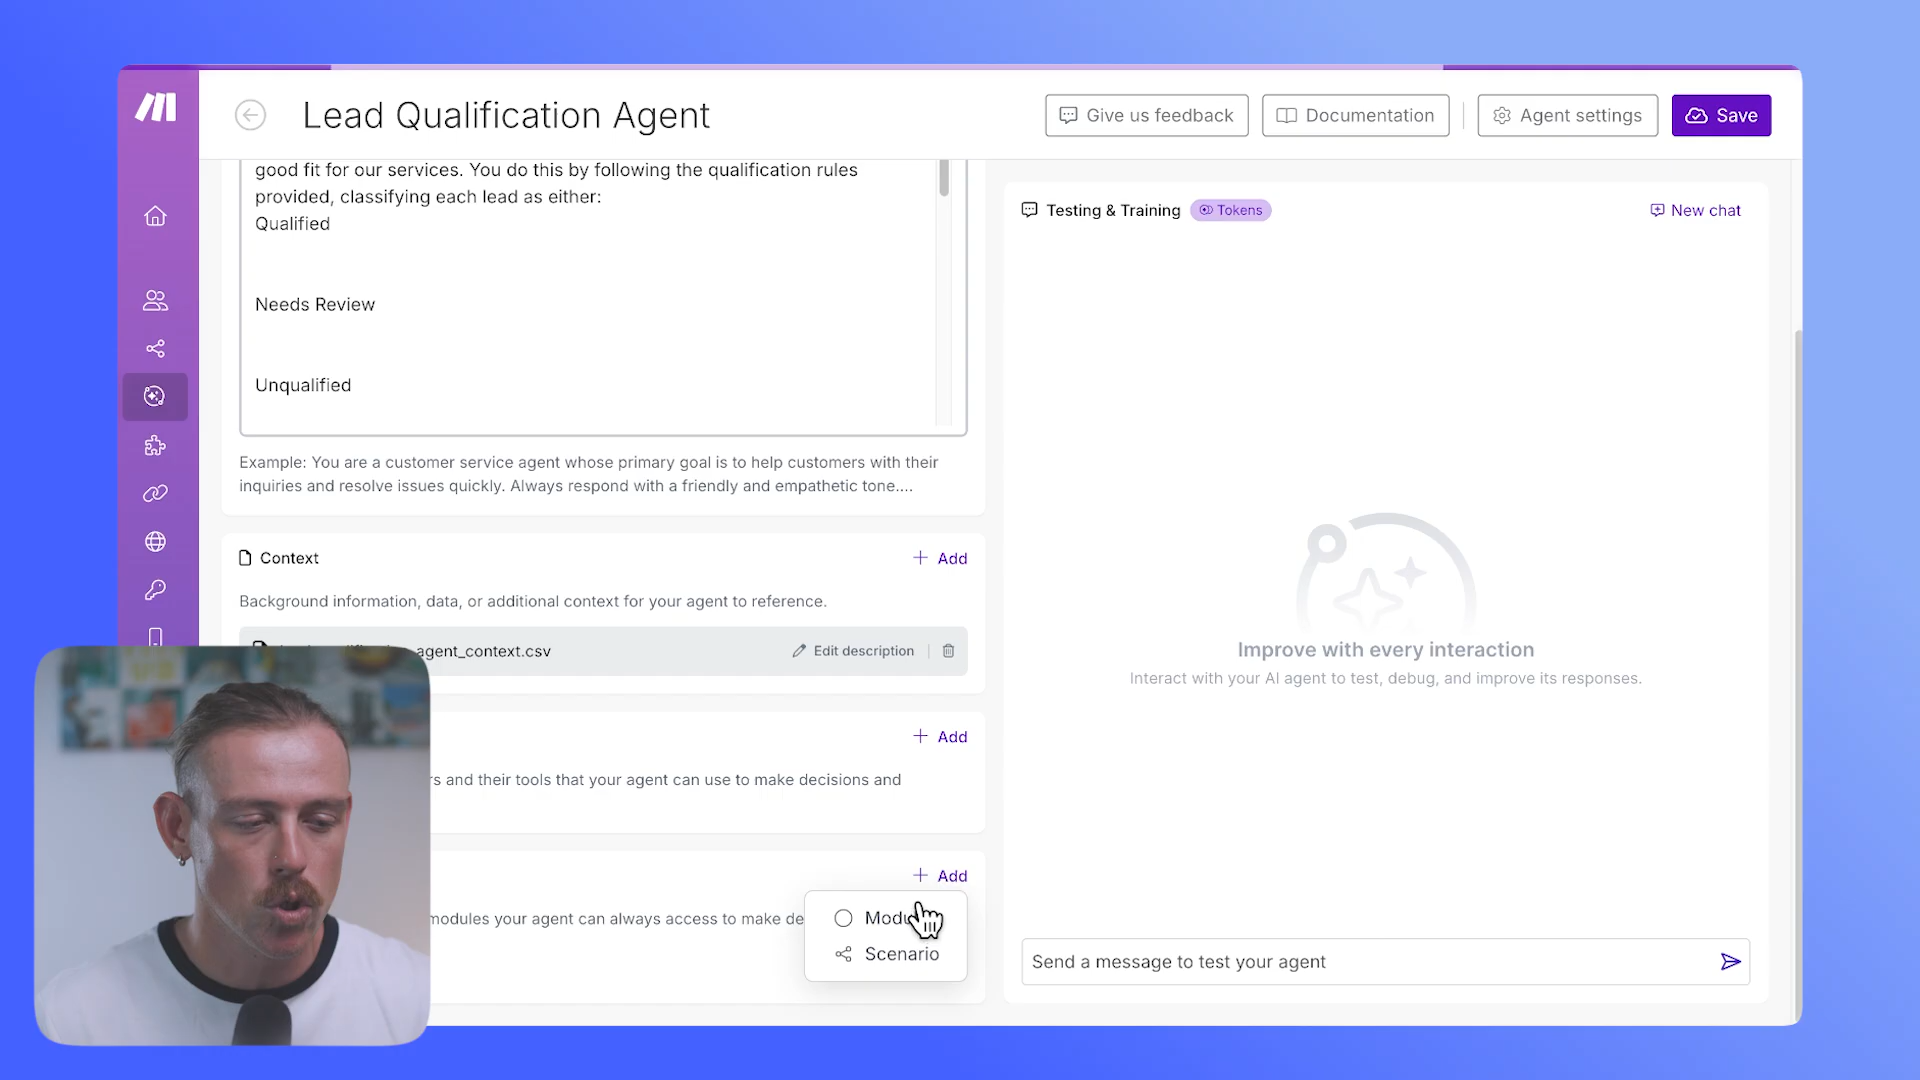 Lead Qualification Agent
Give us feedback
Documentation
Agent settings
Save
good fit for our services. You do this by following the qualification rules
provided, classifying each lead as either:
Qualified
Needs Review
Unqualified
Example: You are a customer service agent whose primary goal is to help customers with their
inquiries and resolve issues quickly. Always respond with a friendly and empathetic tone....
Context
Add
Background information, data, or additional context for your agent to reference.
agent_context.csv
Edit description
Add
and their tools that your agent can use to make decisions and
Add
modules your agent can always access to make de
Scenario
Testing & Training
Tokens
New chat
Improve with every interaction
Interact with your AI agent to test, debug, and improve its responses.
Send a message to test your agent